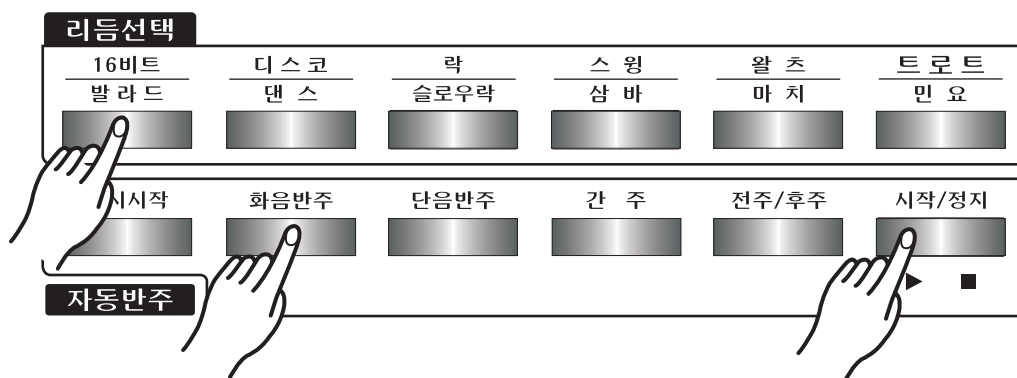 리듬선택
16비트 디스코 락 스윙 왈츠 트로트
발라드 댄스 슬로우락 삼바 마치 민요
화음반주 단음반주 간주 전주/후주 시작/정지
자동반주